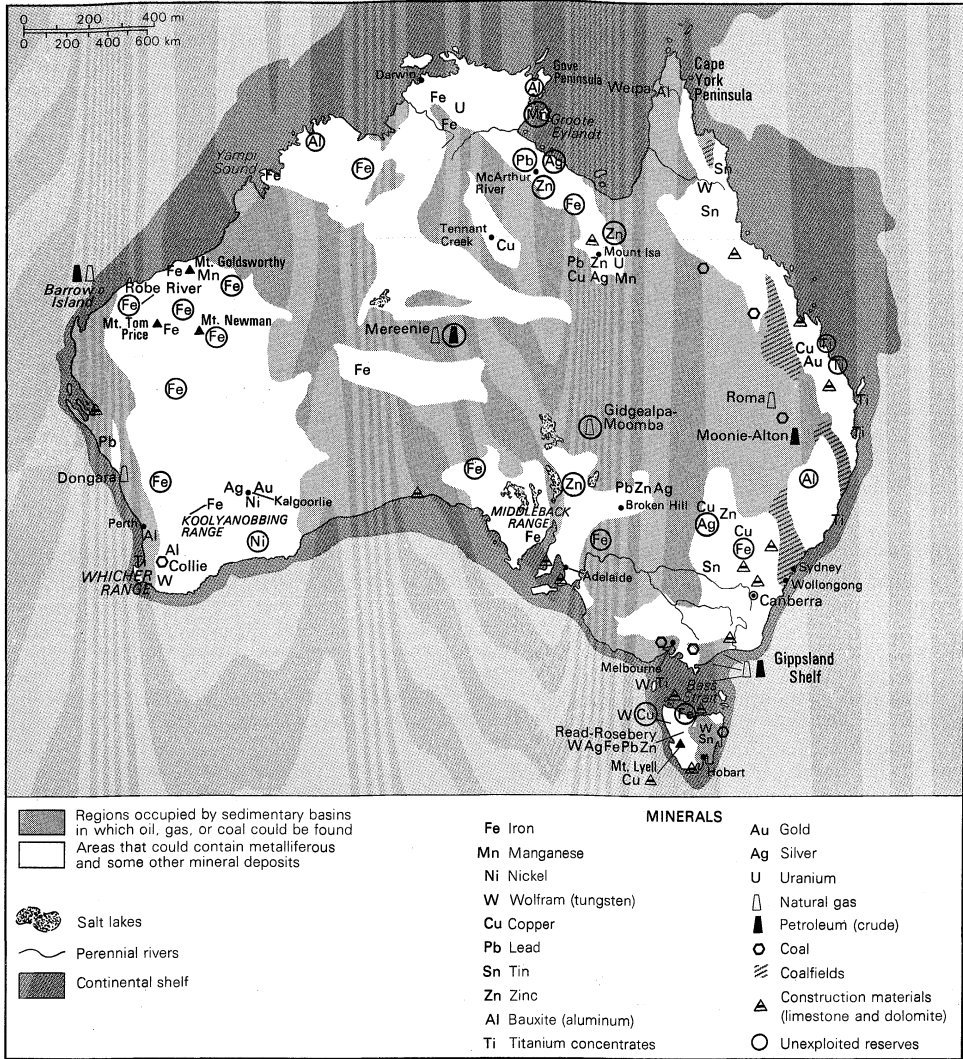 0 200 400 mi
0 200 400 600 km
Darwin
Gove
Peninsula
Cape
York
Peninsula
Weipa Al
Al
Fe
U
Fe
Mn
Groote
Eylandt
Al
Yampi
Sound
Fe
Fe
Pb
Ag
McArthur
River
Zn
Fe
Sn
W
Sn
Tennant
Creek
Cu
Zn
Mount Isa
Pb Zn U
Cu Ag Mn
Mt. Goldsworthy
Fe
Mn
Fe
Barrow
Island
Robe River
Fe
Fe
Mt. Tom
Price
Fe
Mt. Newman
Fe
Mereenie
Fe
Fe
Cu
Au
Ti
Ti
Roma
Moonie-Alton
Ti
Gidgealpa-
Moomba
Pb
Dongara
Fe
Fe
Zn
Pb Zn Ag
Broken Hill
Al
Ag Au
Ni
Kalgoorlie
Fe
KOOLYANOBBING
RANGE
MIDDLEBACK
RANGE
Fe
Cu
Zn
Ag
Cu
Fe
Ti
Perth
Al
Ni
Fe
Al
Collie
Ti
W
WHICHER
RANGE
Adelaide
Sn
Sydney
Wollongong
Canberra
Melbourne
Gippsland
Shelf
W
Ti
Bass
Strait
W Cu
Fe
Read-Rosebery
W Ag Fe Pb Zn
W
Sn
Mt. Lyell
Cu
Hobart
Regions occupied by sedimentary basins
in which oil, gas, or coal could be found
Areas that could contain metalliferous
and some other mineral deposits
Salt lakes
Perennial rivers
Continental shelf
MINERALS
Fe Iron
Mn Manganese
Ni Nickel
W Wolfram (tungsten)
Cu Copper
Pb Lead
Sn Tin
Zn Zinc
Al Bauxite (aluminum)
Ti Titanium concentrates
Au Gold
Ag Silver
U Uranium
Natural gas
Petroleum (crude)
Coal
Coalfields
Construction materials
(limestone and dolomite)
Unexploited reserves